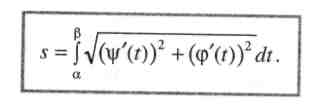 s = ∫_α^β √((ψ′(t))² + (φ′(t))²) dt.